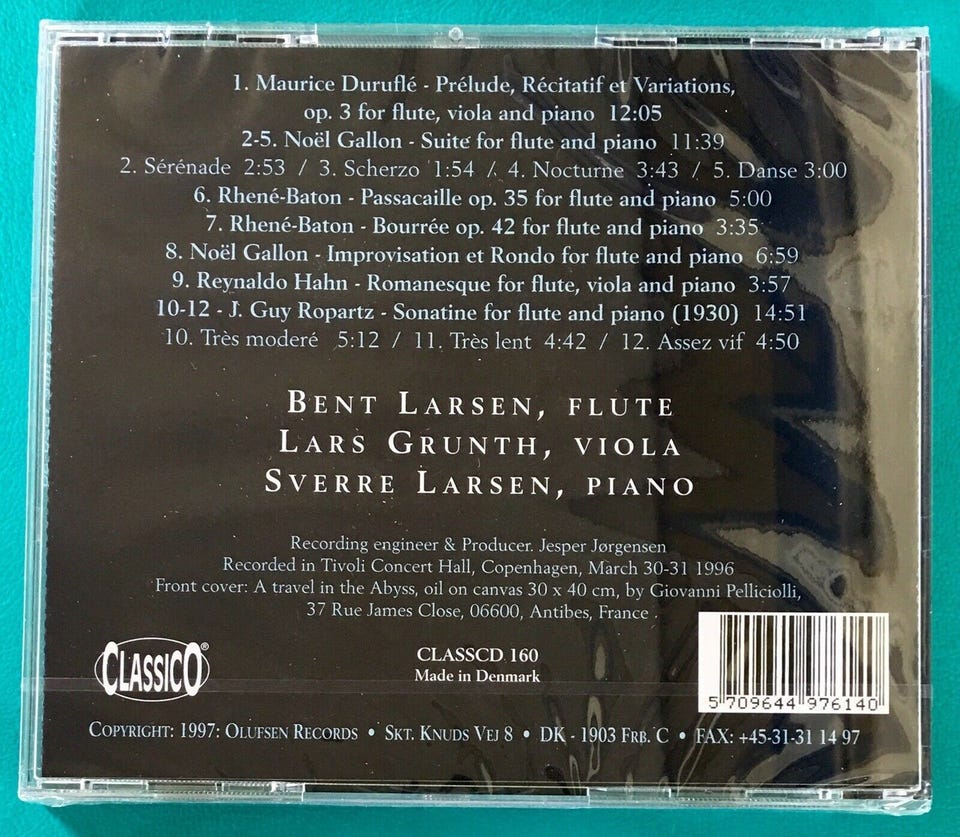 1. Maurice Duruflé - Prélude, Récitatif et Variations,
op. 3 for flute, viola and piano 12:05
2-5. Noël Gallon - Suite for flute and piano 11:39
2. Sérénade 2:53 / 3. Scherzo 1:54 / 4. Nocturne 3:43 / 5. Danse 3:00
6. Rhené-Baton - Passacaille op. 35 for flute and piano 5:00
7. Rhené-Baton - Bourrée op. 42 for flute and piano 3:35
8. Noël Gallon - Improvisation et Rondo for flute and piano 6:59
9. Reynaldo Hahn - Romanesque for flute, viola and piano 3:57
10-12 - J. Guy Ropartz - Sonatine for flute and piano (1930) 14:51
10. Très moderé 5:12 / 11. Très lent 4:42 / 12. Assez vif 4:50
BENT LARSEN, FLUTE
LARS GRUNTH, VIOLA
SVERRE LARSEN, PIANO
Recording engineer & Producer. Jesper Jørgensen
Recorded in Tivoli Concert Hall, Copenhagen, March 30-31 1996
Front cover: A travel in the Abyss, oil on canvas 30 x 40 cm, by Giovanni Pelliciolli,
37 Rue James Close, 06600, Antibes, France .
CLASSICO®
CLASSCD 160
Made in Denmark
5 709644 976140
COPYRIGHT: 1997: OLUFSEN RECORDS • SKT. KNUDS VEJ 8 • DK - 1903 FRB. C • FAX: +45-31-31 14 97